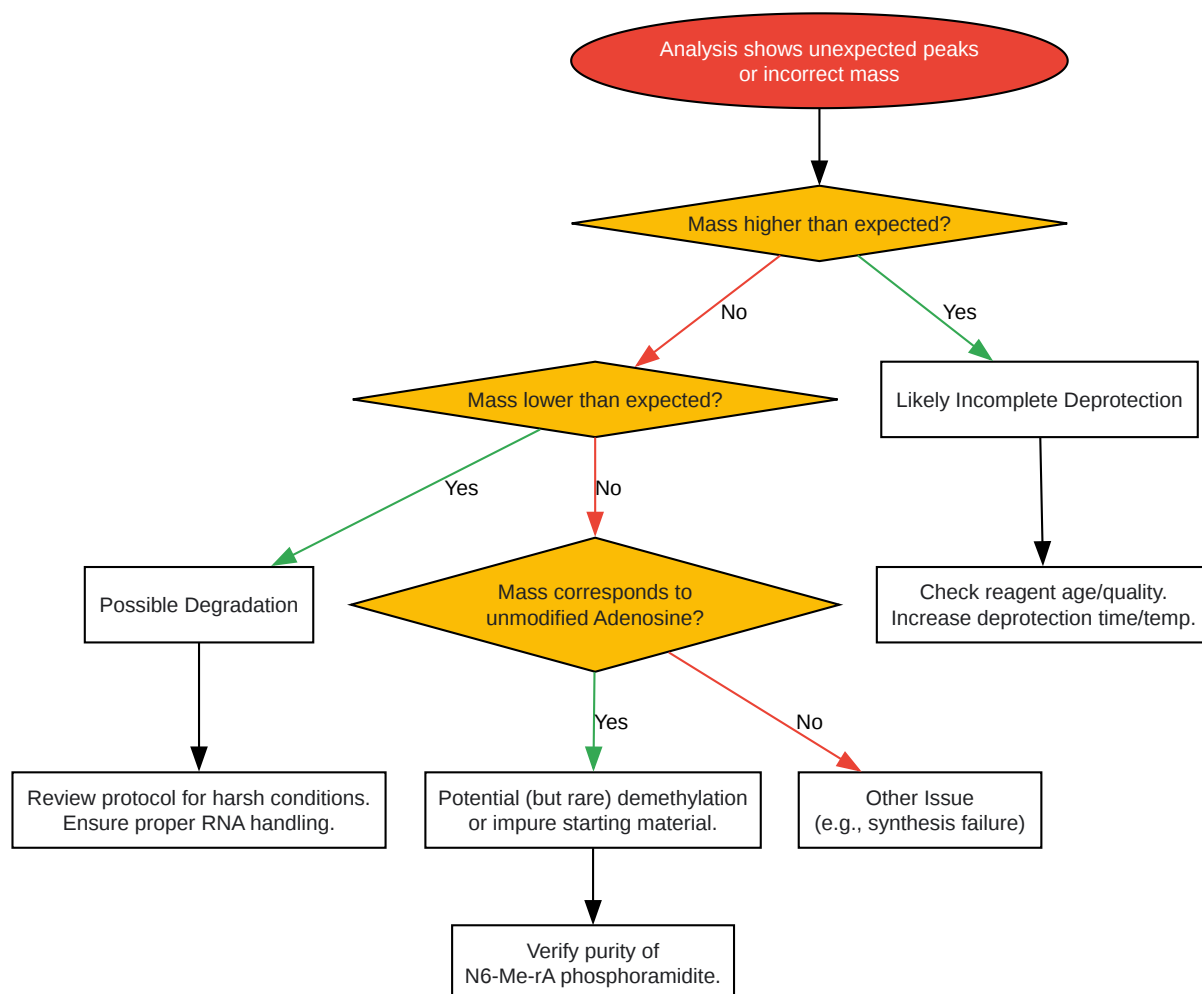 Analysis shows unexpected peaks
or incorrect mass
Mass higher than expected?
No
Yes
Mass lower than expected?
Likely Incomplete Deprotection
Yes
No
Possible Degradation
Mass corresponds to
unmodified Adenosine?
Check reagent age/quality.
Increase deprotection time/temp.
Yes
No
Review protocol for harsh conditions.
Ensure proper RNA handling.
Potential (but rare) demethylation
or impure starting material.
Other Issue
(e.g., synthesis failure)
Verify purity of
N6-Me-rA phosphoramidite.